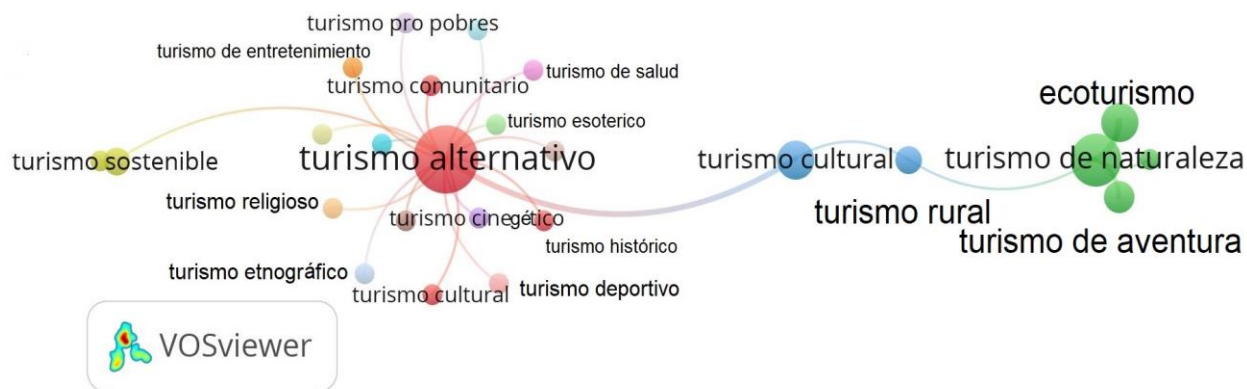 turismo pro pobres
turismo de entretenimiento
turismo comunitario
turismo de salud
turismo esoterico
ecoturismo
turismo sostenible
turismo alternativo
turismo cultural
turismo de naturaleza
turismo religioso
turismo cinegético
turismo histórico
turismo rural
turismo de aventura
turismo etnográfico
turismo cultural
turismo deportivo
VOSviewer